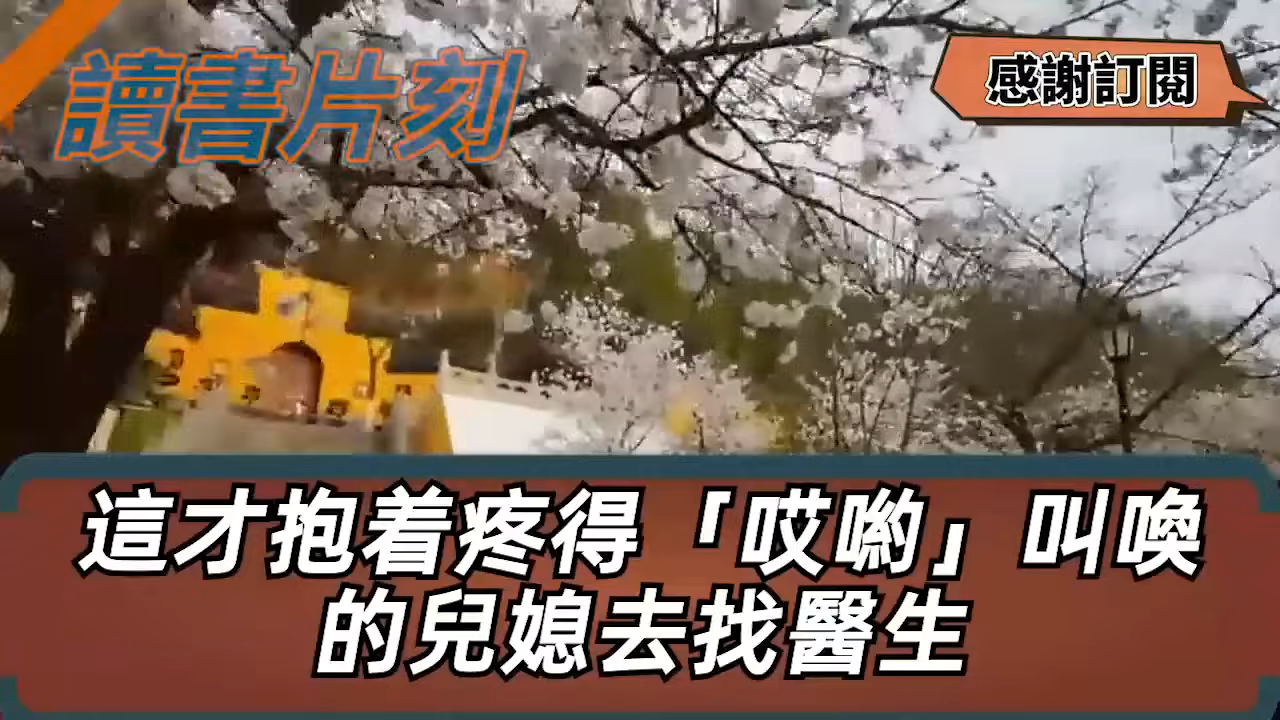 讀書片刻
感謝訂閱
這才抱着疼得「哎喲」叫喚
的兒媳去找醫生